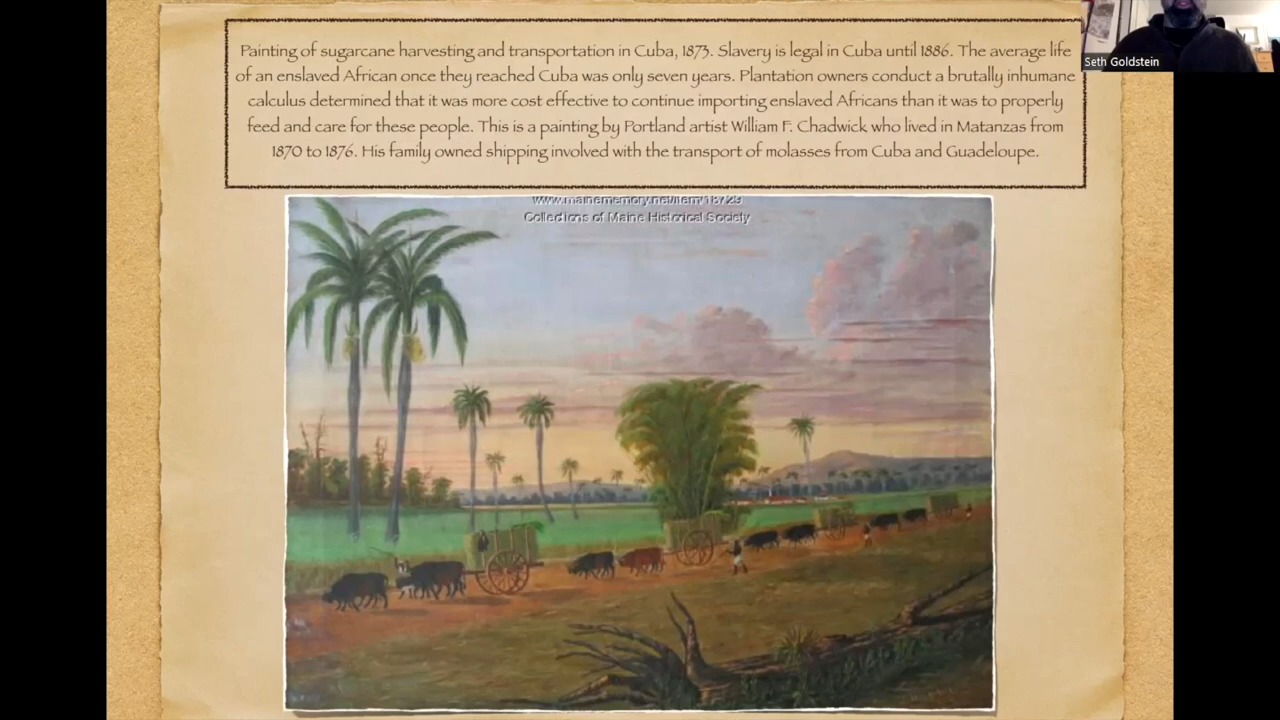 Painting of sugarcane harvesting and transportation in Cuba, 1873. Slavery is legal in Cuba until 1886. The average life
of an enslaved African once they reached Cuba was only seven years. Plantation owners conduct a brutally inhumane
calculus determined that it was more cost effective to continue importing enslaved Africans than it was to properly
feed and care for these people. This is a painting by Portland artist William F. Chadwick who lived in Matanzas from
1870 to 1876. His family owned shipping involved with the transport of molasses from Cuba and Guadeloupe.
Seth Goldstein
www.mainememory.net/item/18729
Collections of Maine Historical Society